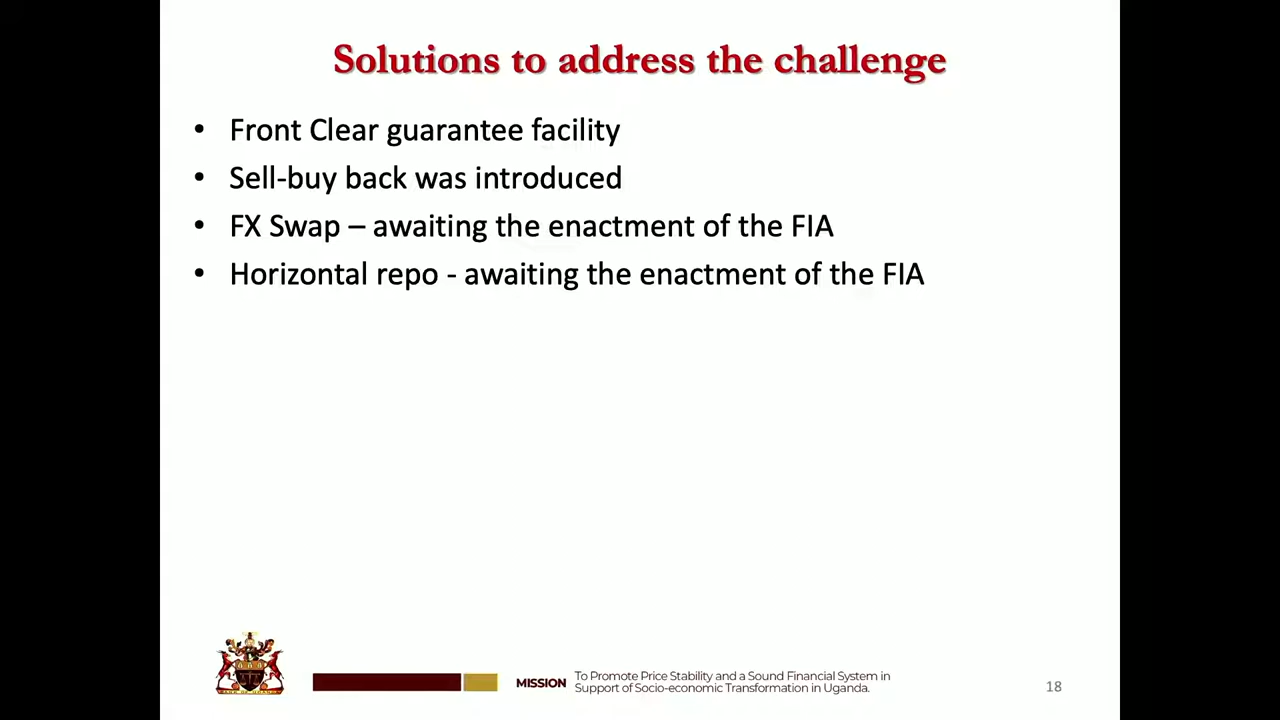 Solutions to address the challenge
• Front Clear guarantee facility
• Sell-buy back was introduced
• FX Swap – awaiting the enactment of the FIA
• Horizontal repo - awaiting the enactment of the FIA
MISSION
To Promote Price Stability and a Sound Financial System in
Support of Socio-economic Transformation in Uganda.
18